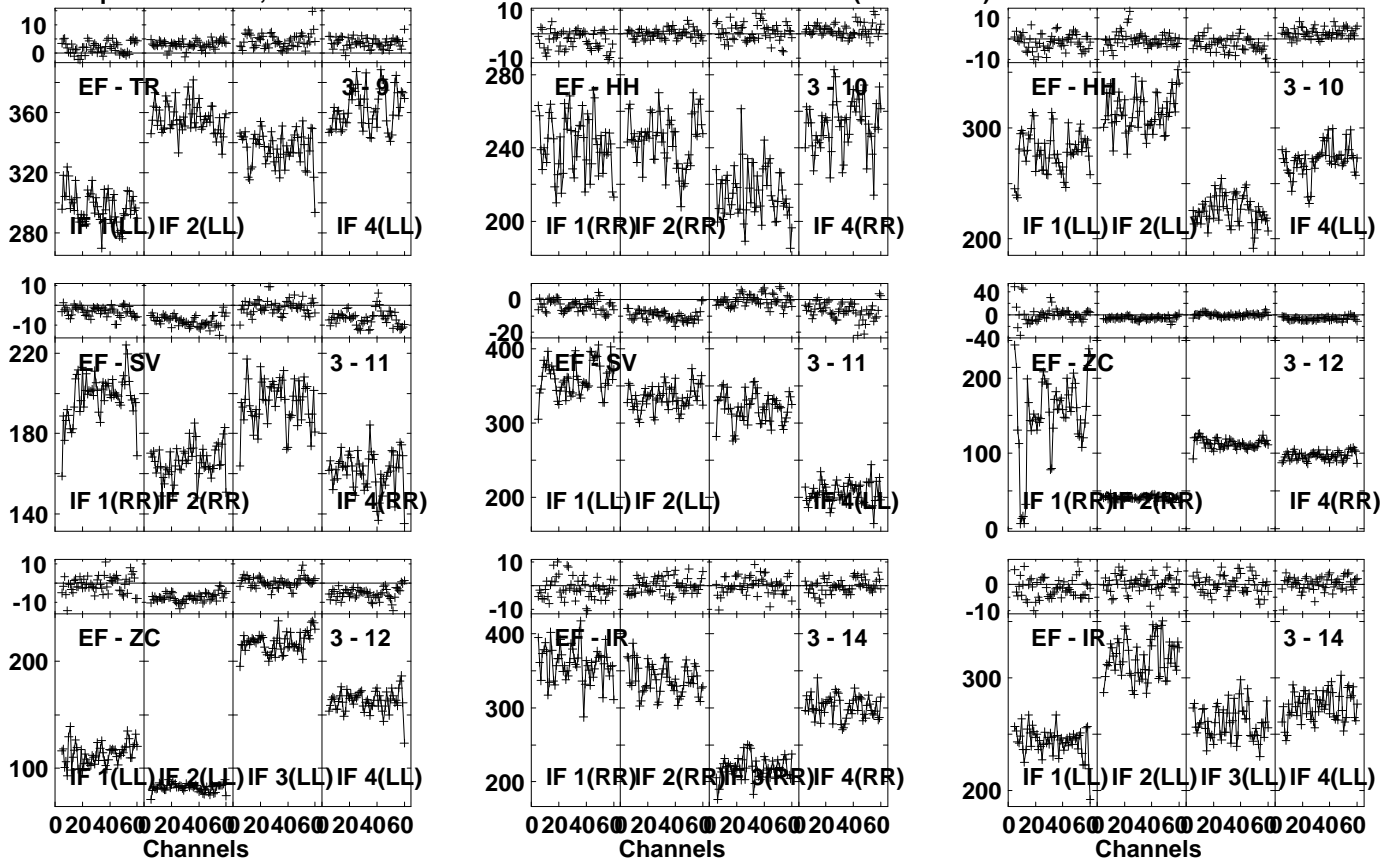 10
0
EF - TR
3 - 9
360
320
280
IF 1(LL)
IF 2(LL)
IF 4(LL)
10
-10
EF - HH
3 - 10
280
240
200
IF 1(RR)
IF 2(RR)
IF 4(RR)
10
0
-10
EF - HH
3 - 10
300
200
IF 1(LL)
IF 2(LL)
IF 4(LL)
10
-10
EF - SV
3 - 11
220
180
140
IF 1(RR)
IF 2(RR)
IF 4(RR)
0
-20
EF - SV
3 - 11
400
300
200
IF 1(LL)
IF 2(LL)
IF 4(LL)
40
0
-40
EF - ZC
3 - 12
200
100
0
IF 1(RR)
IF 2(RR)
IF 4(RR)
10
-10
EF - ZC
3 - 12
200
100
IF 1(LL)
IF 2(LL)
IF 3(LL)
IF 4(LL)
10
-10
EF - IR
3 - 14
400
300
200
IF 1(RR)
IF 2(RR)
IF 3(RR)
IF 4(RR)
0
-10
EF - IR
3 - 14
300
200
IF 1(LL)
IF 2(LL)
IF 3(LL)
IF 4(LL)
0 20 40 60 0 20 40 60 0 20 40 60 0 20 40 60
Channels
0 20 40 60 0 20 40 60 0 20 40 60 0 20 40 60
Channels
0 20 40 60 0 20 40 60 0 20 40 60 0 20 40 60
Channels